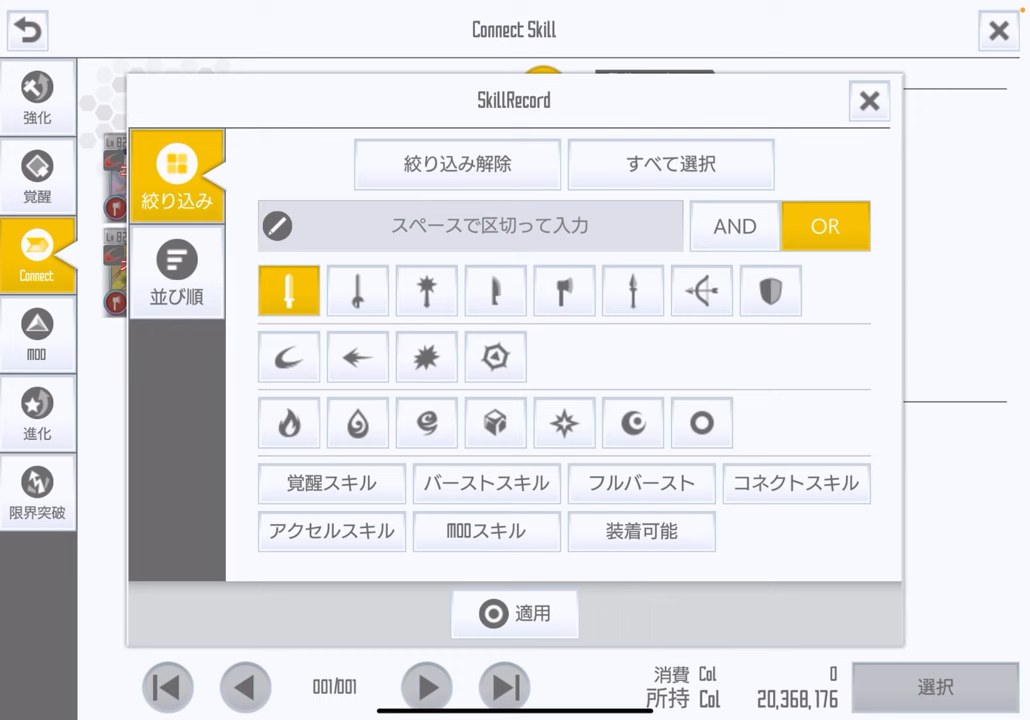 Connect Skill
SkillRecord
強化
覚醒
Connect
MOD
進化
限界突破
Lv 82
Lv 82
絞り込み
並び順
絞り込み解除
すべて選択
スペースで区切って入力
AND
OR
覚醒スキル
バーストスキル
フルバースト
コネクトスキル
アクセルスキル
MODスキル
装着可能
適用
001/001
消費 Col 0
所持 Col 20,368,176
選択